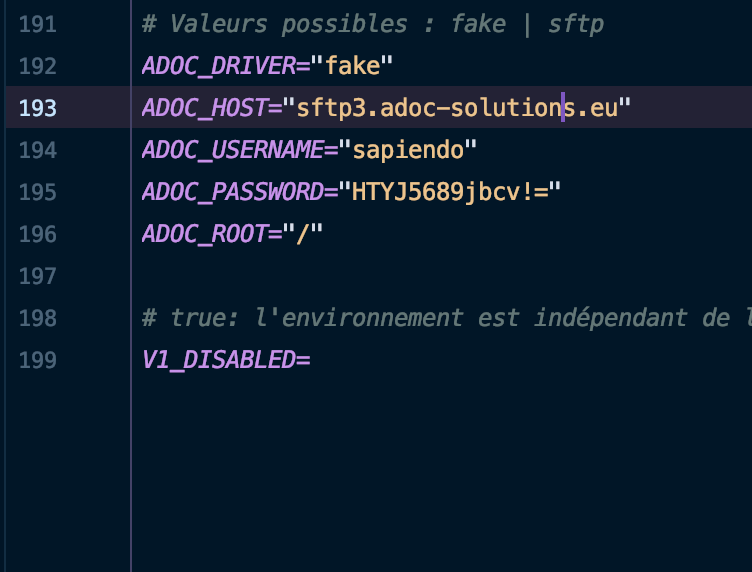 191 # Valeurs possibles : fake | sftp
192 ADOC_DRIVER="fake"
193 ADOC_HOST="sftp3.adoc-solutions.eu"
194 ADOC_USERNAME="sapiendo"
195 ADOC_PASSWORD="HTYJ5689jbcv!="
196 ADOC_ROOT="/"
197
198 # true: l'environnement est indépendant de l
199 V1_DISABLED=